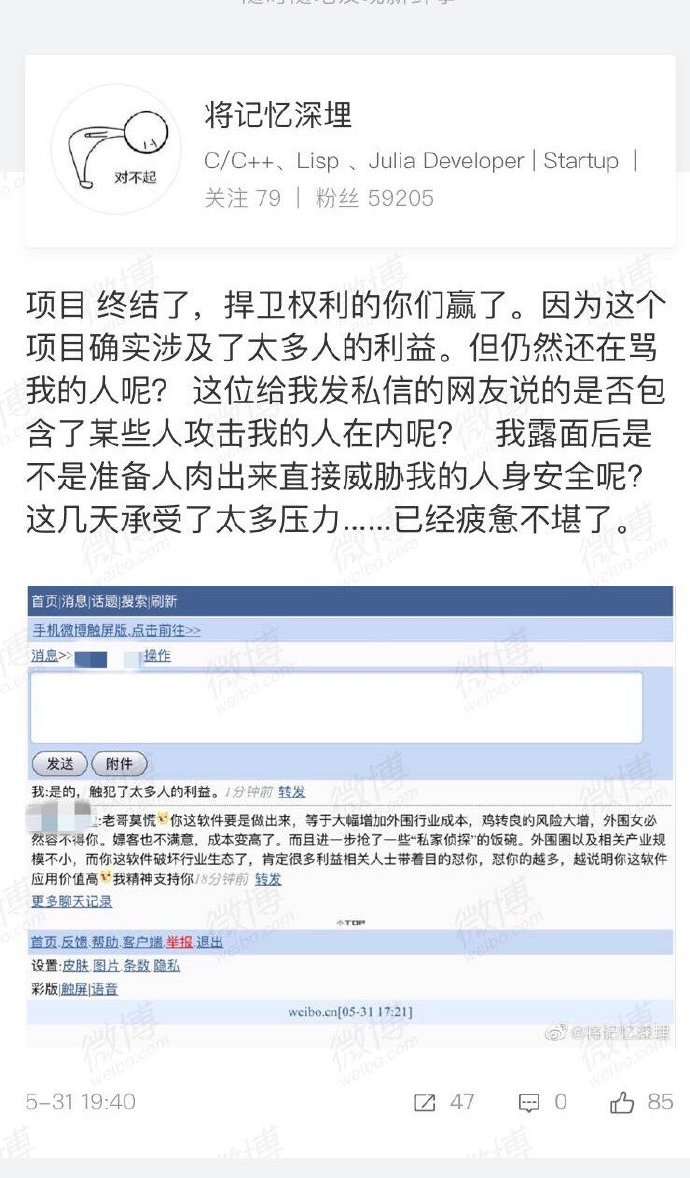 对不起
将记忆深埋
C/C++、Lisp 、Julia Developer | Startup |
关注 79 | 粉丝 59205
项目 终结了，捍卫权利的你们赢了。因为这个
项目确实涉及了太多人的利益。但仍然还在骂
我的人呢？ 这位给我发私信的网友说的是否包
含了某些人攻击我的人在内呢？ 我露面后是
不是准备人肉出来直接威胁我的人身安全呢？
这几天承受了太多压力......已经疲惫不堪了。
首页|消息|话题|搜索|刷新
手机微博触屏版,点击前往>>
消息>> 操作
发送 附件
我:是的，触犯了太多人的利益。1分钟前 转发
:老哥莫慌 你这软件要是做出来，等于大幅增加外围行业成本，鸡转良的风险大增，外围女必
然容不得你。嫖客也不满意，成本变高了。而且进一步抢了一些“私家侦探”的饭碗。外围圈以及相关产业规
模不小，而你这软件破坏行业生态了，肯定很多利益相关人士带着目的怼你，怼你的越多，越说明你这软件
应用价值高 我精神支持你18分钟前 转发
更多聊天记录
TOP
首页.反馈.帮助.客户端.举报.退出
设置:皮肤.图片.条数.隐私
彩版|触屏|语音
weibo.cn[05-31 17:21]
@将记忆深埋
5-31 19:40 47 0 85
微博
weibo.com